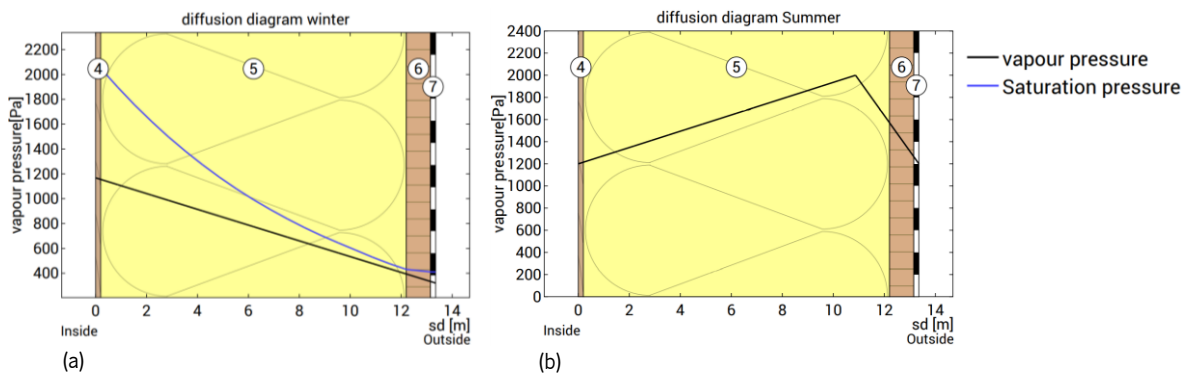 diffusion diagram winter
vapour pressure[Pa]
2200
2000
1800
1600
1400
1200
1000
800
600
400
4
5
6
7
0 2 4 6 8 10 12 14
sd [m]
Inside
Outside
(a)
diffusion diagram Summer
vapour pressure[Pa]
2400
2200
2000
1800
1600
1400
1200
1000
800
600
400
200
0
4
5
6
7
0 2 4 6 8 10 12 14
sd [m]
Inside
Outside
(b)
vapour pressure
Saturation pressure